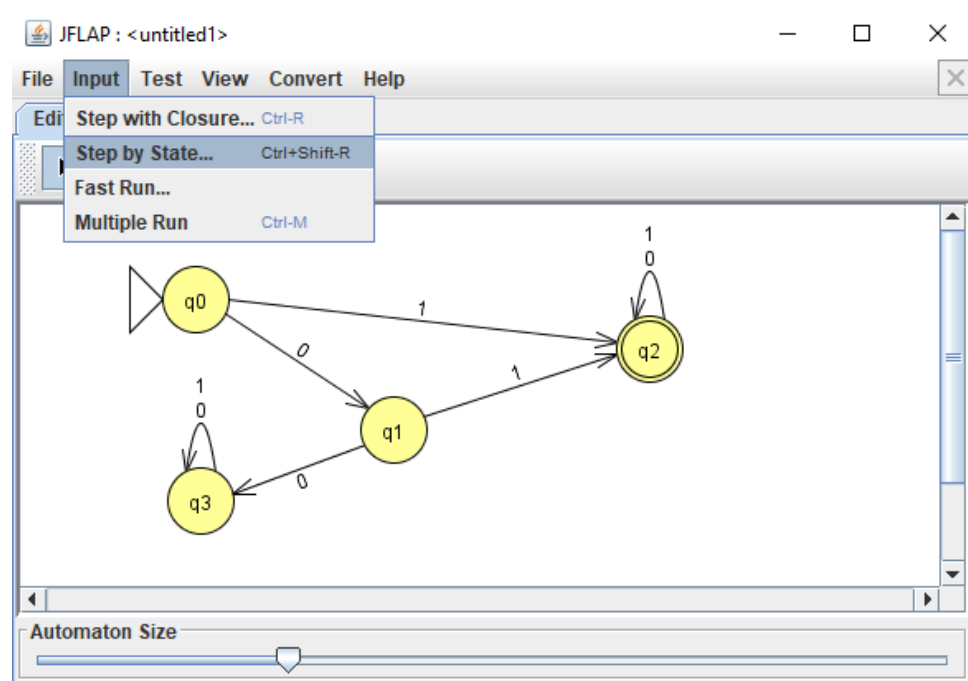 JFLAP : <untitled1>
File Input Test View Convert Help
Edi
Step with Closure... Ctrl-R
Step by State... Ctrl+Shift-R
Fast Run...
Multiple Run Ctrl-M
1
0
q0
1
q2
0
1
1
0
q1
0
q3
Automaton Size